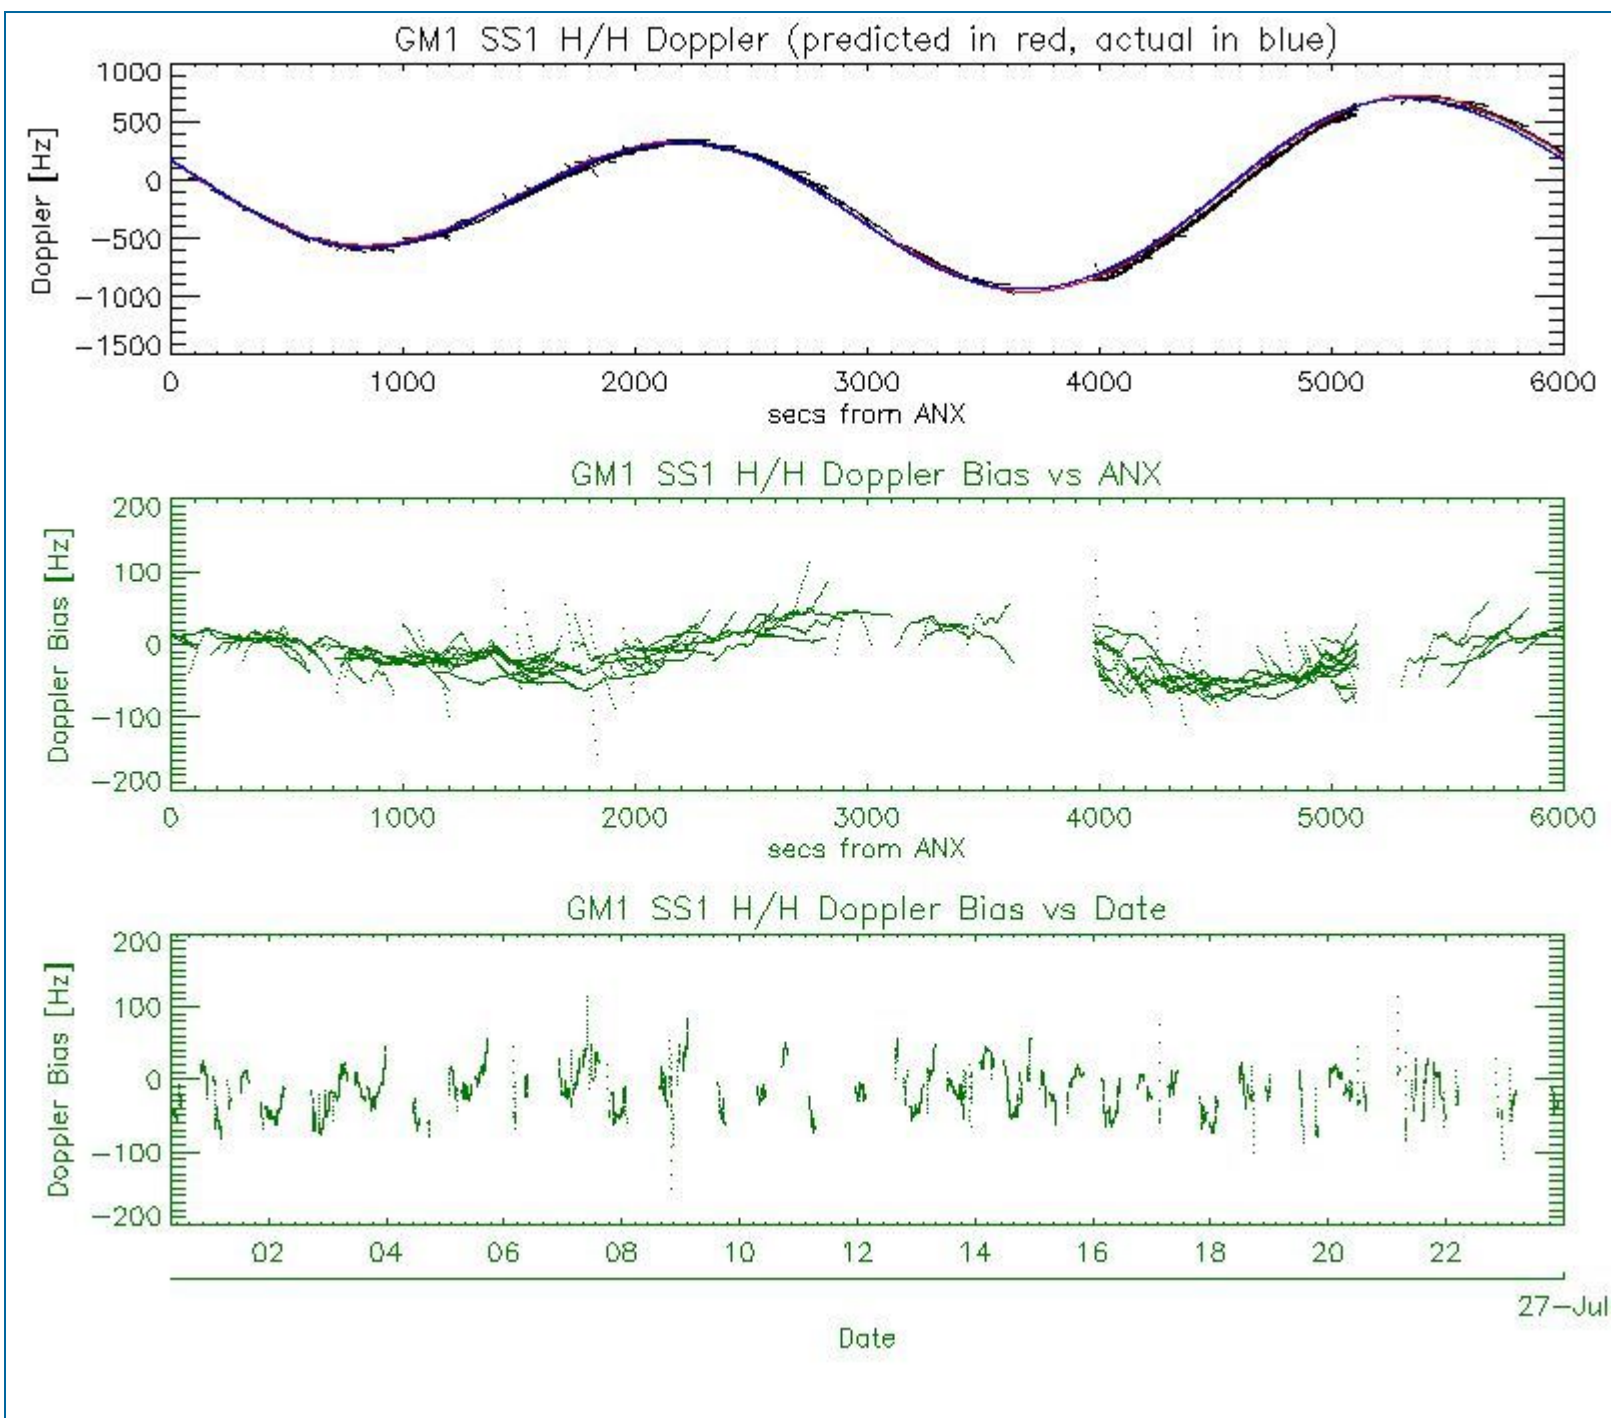 GM1 SS1 H/H Doppler (predicted in red, actual in blue)
1000
500
0
−500
−1000
−1500
Doppler [Hz]
0 1000 2000 3000 4000 5000 6000
secs from ANX
GM1 SS1 H/H Doppler Bias vs ANX
200
100
0
−100
−200
Doppler Bias [Hz]
0 1000 2000 3000 4000 5000 6000
secs from ANX
GM1 SS1 H/H Doppler Bias vs Date
200
100
0
−100
−200
Doppler Bias [Hz]
02 04 06 08 10 12 14 16 18 20 22
27−Jul
Date